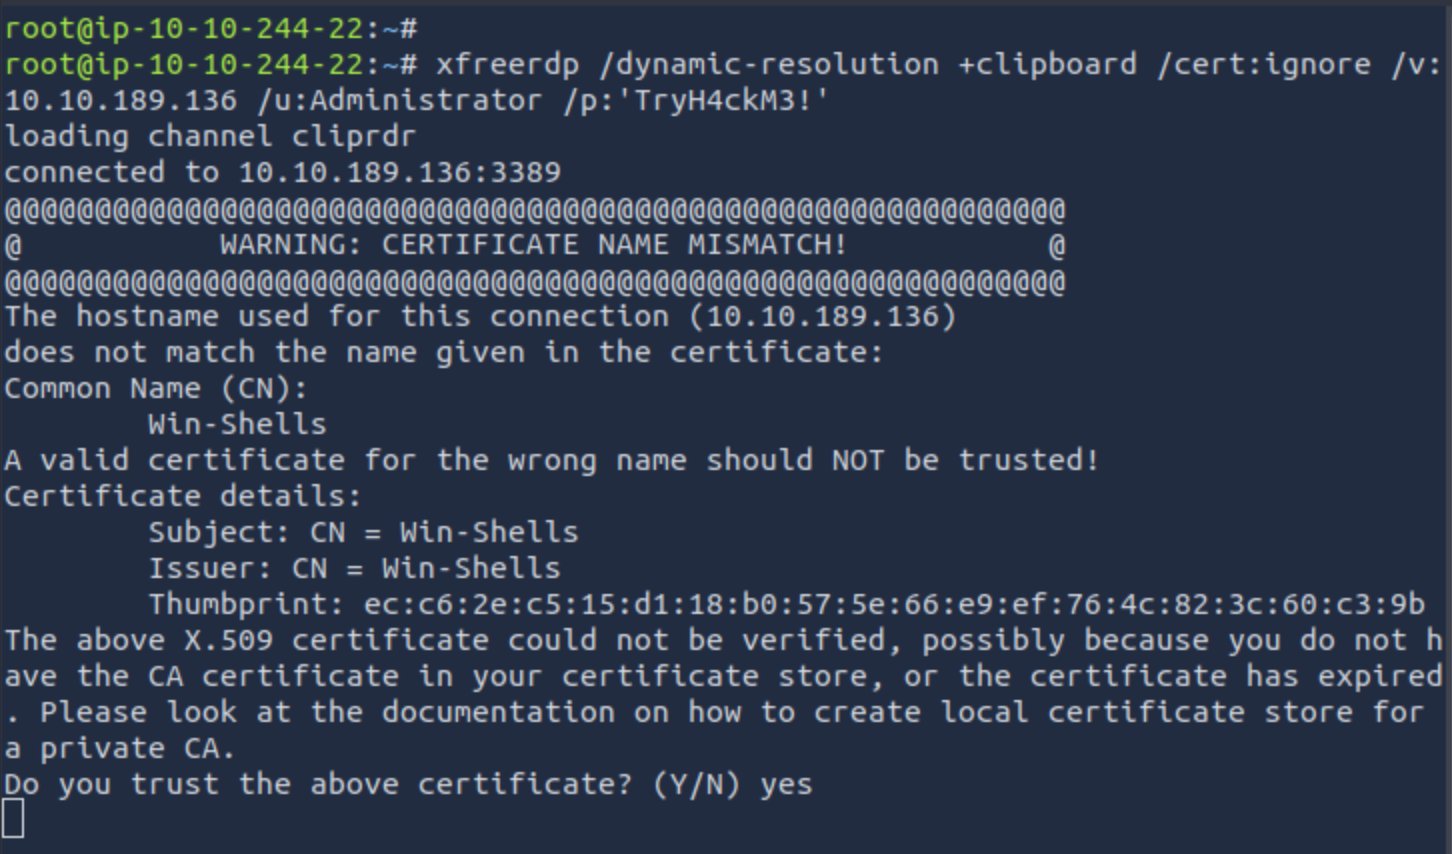 root@ip-10-10-244-22:~#
root@ip-10-10-244-22:~# xfreerdp /dynamic-resolution +clipboard /cert:ignore /v:
10.10.189.136 /u:Administrator /p:'TryH4ckM3!'
loading channel cliprdr
connected to 10.10.189.136:3389
@@@@@@@@@@@@@@@@@@@@@@@@@@@@@@@@@@@@@@@@@@@@@@@@@@@@@@@@@@@
@           WARNING: CERTIFICATE NAME MISMATCH!           @
@@@@@@@@@@@@@@@@@@@@@@@@@@@@@@@@@@@@@@@@@@@@@@@@@@@@@@@@@@@
The hostname used for this connection (10.10.189.136)
does not match the name given in the certificate:
Common Name (CN):
        Win-Shells
A valid certificate for the wrong name should NOT be trusted!
Certificate details:
        Subject: CN = Win-Shells
        Issuer: CN = Win-Shells
        Thumbprint: ec:c6:2e:c5:15:d1:18:b0:57:5e:66:e9:ef:76:4c:82:3c:60:c3:9b
The above X.509 certificate could not be verified, possibly because you do not h
ave the CA certificate in your certificate store, or the certificate has expired
. Please look at the documentation on how to create local certificate store for
a private CA.
Do you trust the above certificate? (Y/N) yes